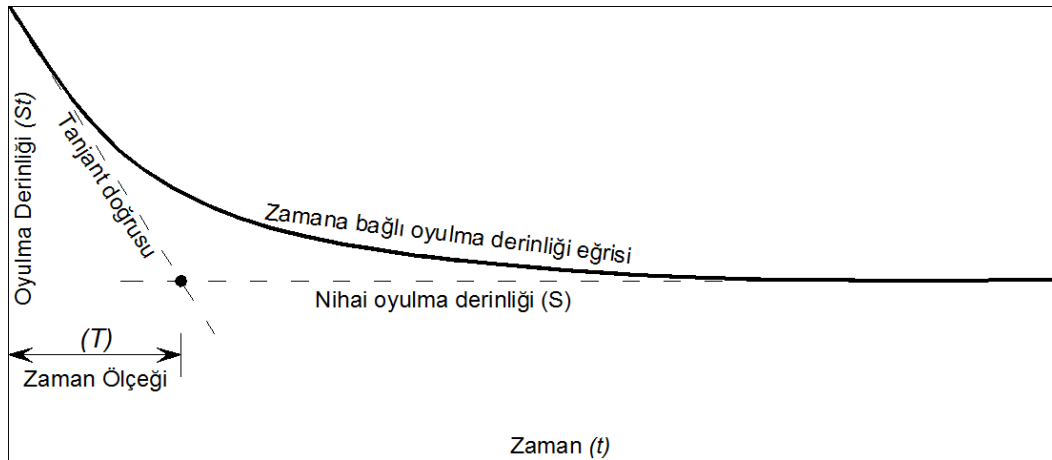 Oyulma Derinliği (St)
Tanjant doğrusu
Zamana bağlı oyulma derinliği eğrisi
Nihai oyulma derinliği (S)
(T)
Zaman Ölçeği
Zaman (t)